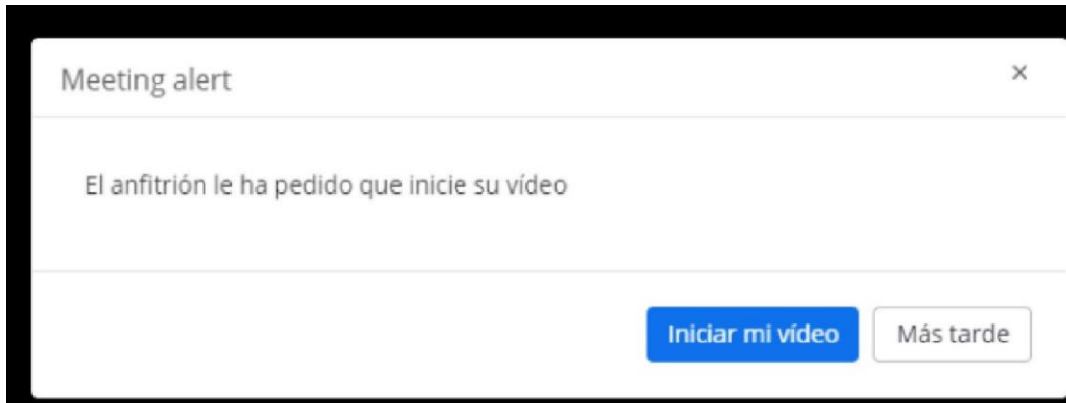 Meeting alert
El anfitrión le ha pedido que inicie su vídeo
Iniciar mi vídeo
Más tarde